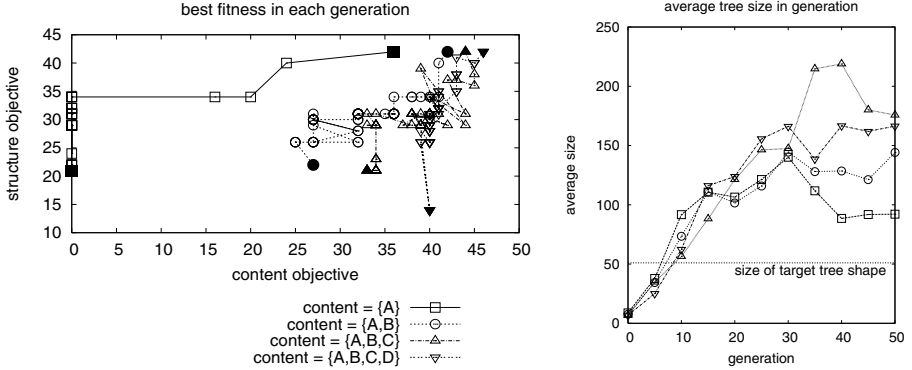 best fitness in each generation
structure objective
45
40
35
30
25
20
15
10
0 5 10 15 20 25 30 35 40 45 50
content objective
content = {A}
content = {A,B}
content = {A,B,C}
content = {A,B,C,D}
average tree size in generation
average size
250
200
150
100
50
0
size of target tree shape
0 10 20 30 40 50
generation